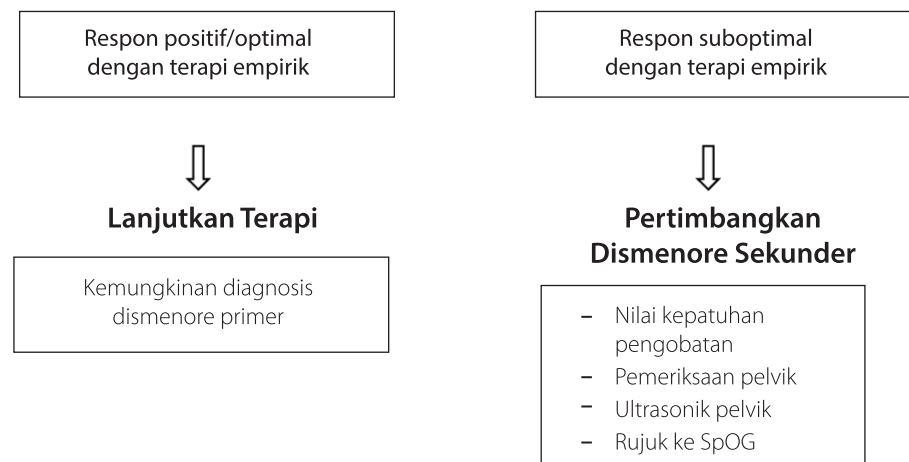 Respon positif/optimal
dengan terapi empirik
Lanjutkan Terapi
Kemungkinan diagnosis
dismenore primer
Respon suboptimal
dengan terapi empirik
Pertimbangkan
Dismenore Sekunder
– Nilai kepatuhan
pengobatan
– Pemeriksaan pelvik
– Ultrasonik pelvik
– Rujuk ke SpOG